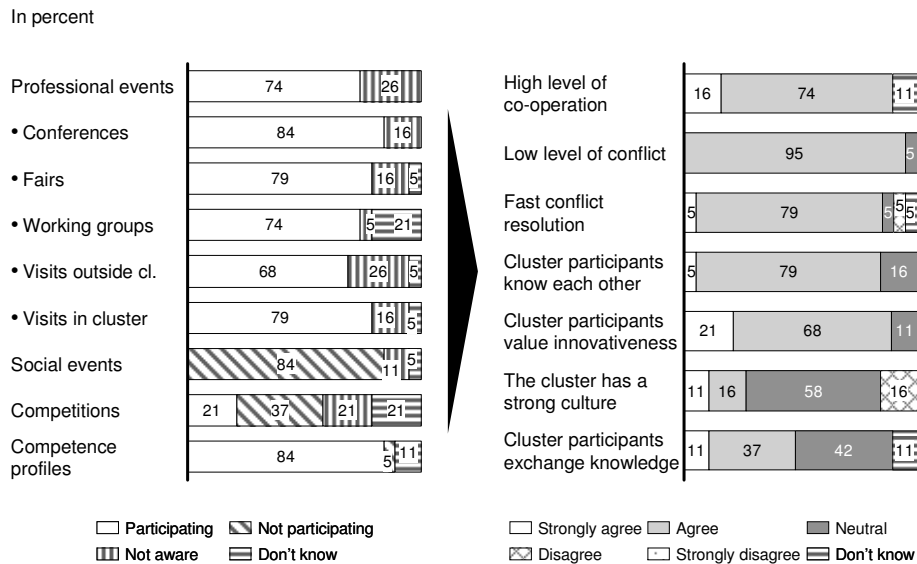 In percent
Professional events 74 26
• Conferences 84 16
• Fairs 79 16 5
• Working groups 74 5 21
• Visits outside cl. 68 26 5
• Visits in cluster 79 16 5
Social events 84 11 5
Competitions 21 37 21 21
Competence
profiles 84 5 11
Participating Not participating
Not aware Don't know
High level of
co-operation 16 74 11
Low level of conflict 95 5
Fast conflict
resolution 5 79 5 5 5
Cluster participants
know each other 5 79 16
Cluster participants
value innovativeness 21 68 11
The cluster has a
strong culture 11 16 58 16
Cluster participants
exchange knowledge 11 37 42 11
Strongly agree Agree Neutral
Disagree Strongly disagree Don't know